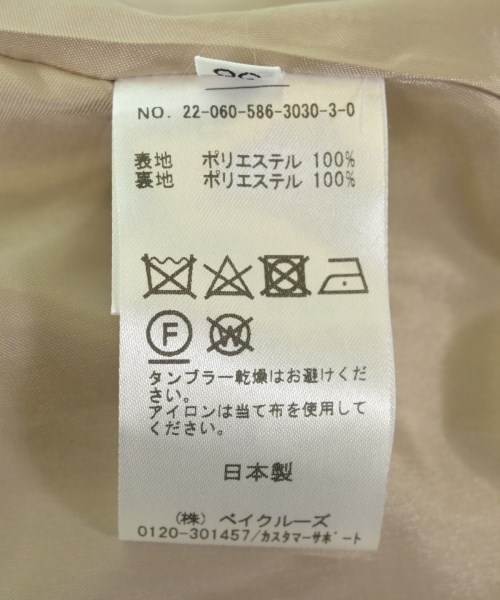 NO. 22-060-586-3030-3-0
表地 ポリエステル 100%
裏地 ポリエステル 100%
F W
タンブラー乾燥はお避けくだ
さい。
アイロンは当て布を使用して
ください。
日本製
(株) ベイクルーズ
0120-301457/カスタマーサポート